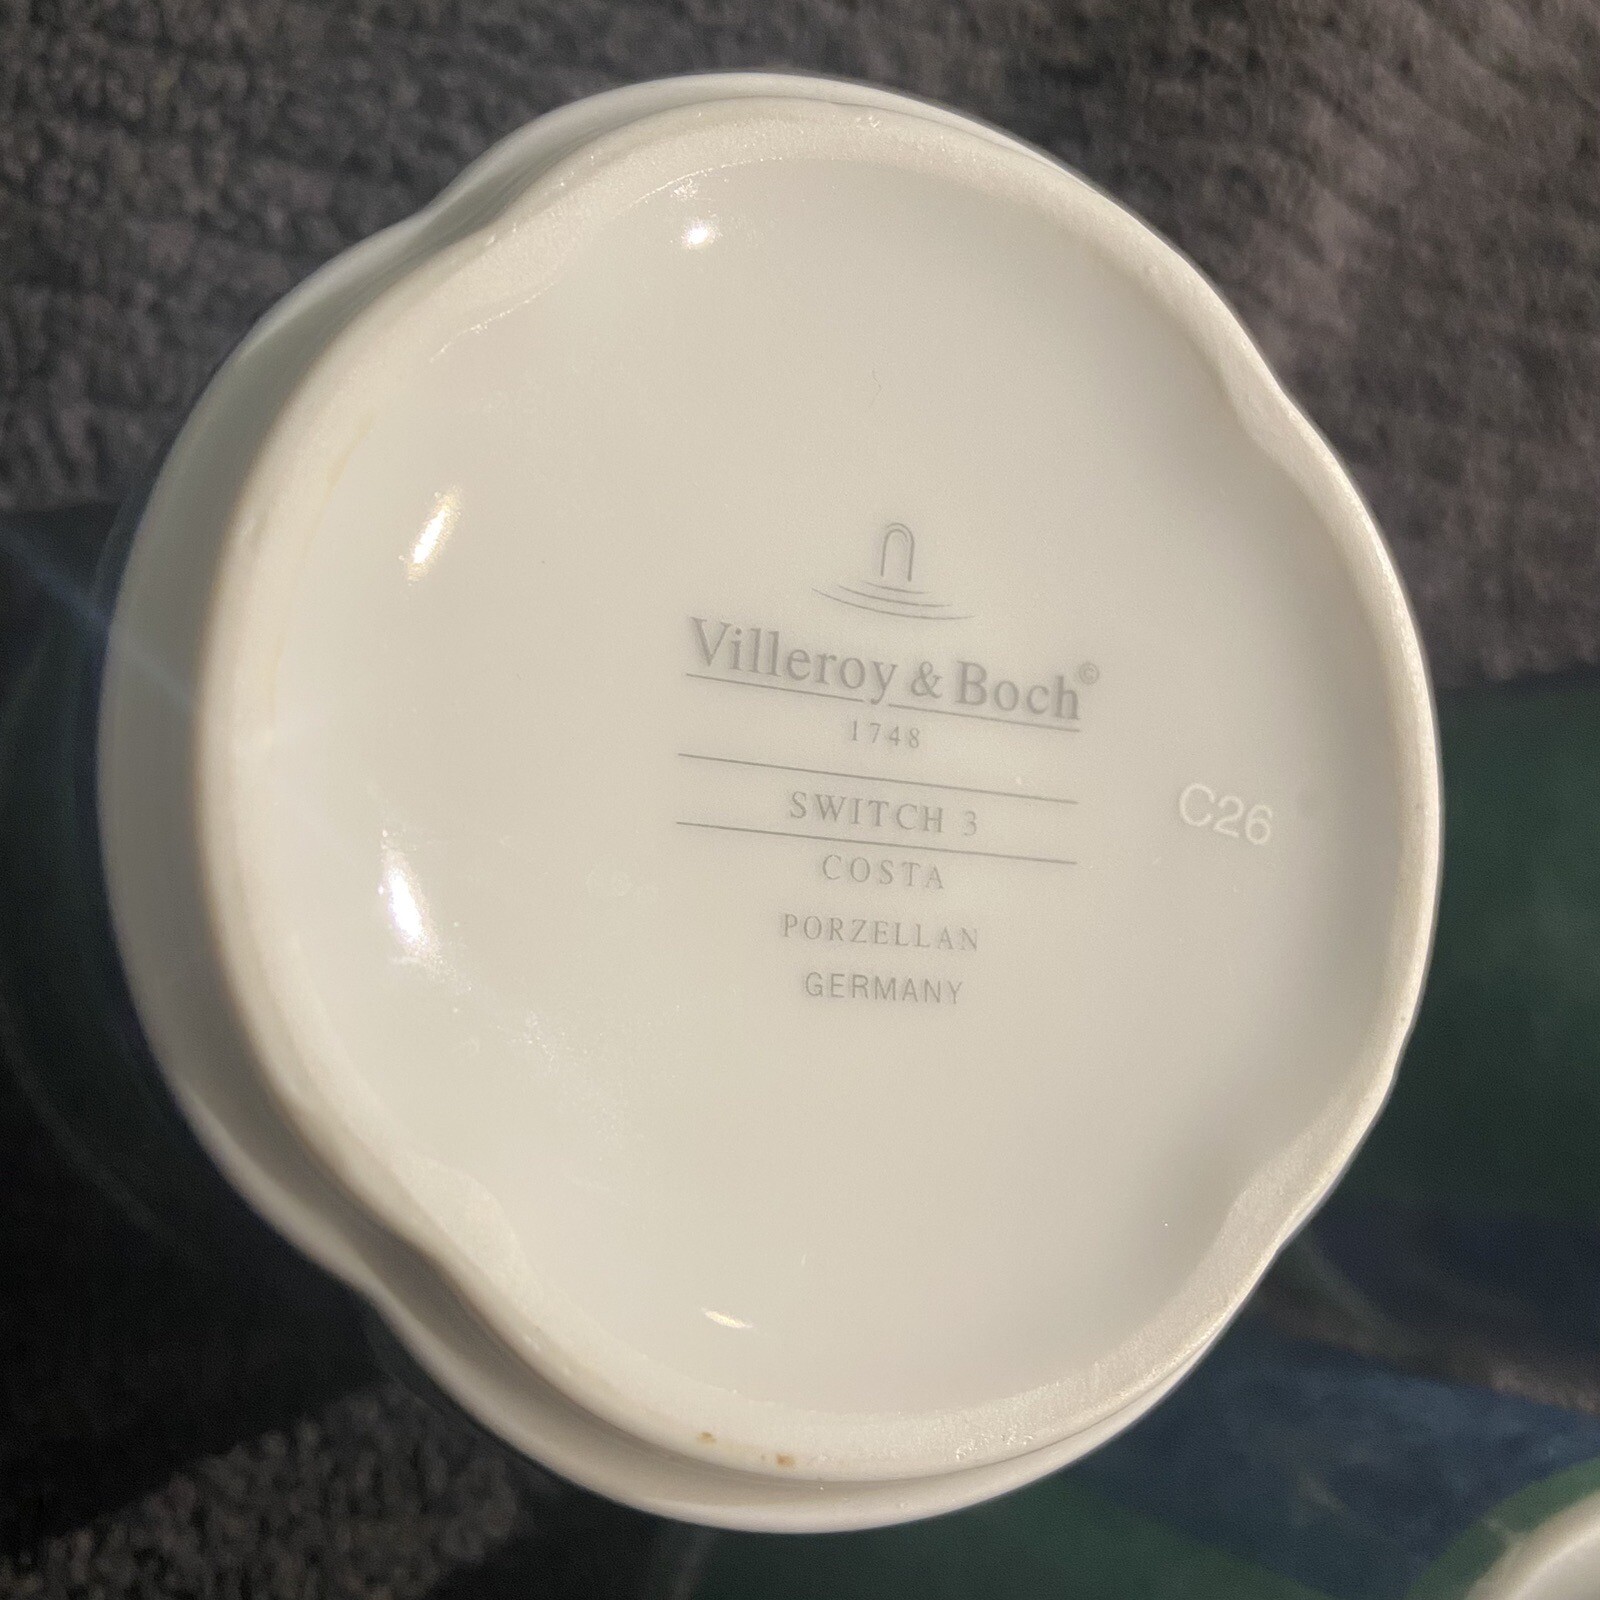 Villeroy & Boch©
1748
SWITCH 3
COSTA
PORZELLAN
GERMANY
C26